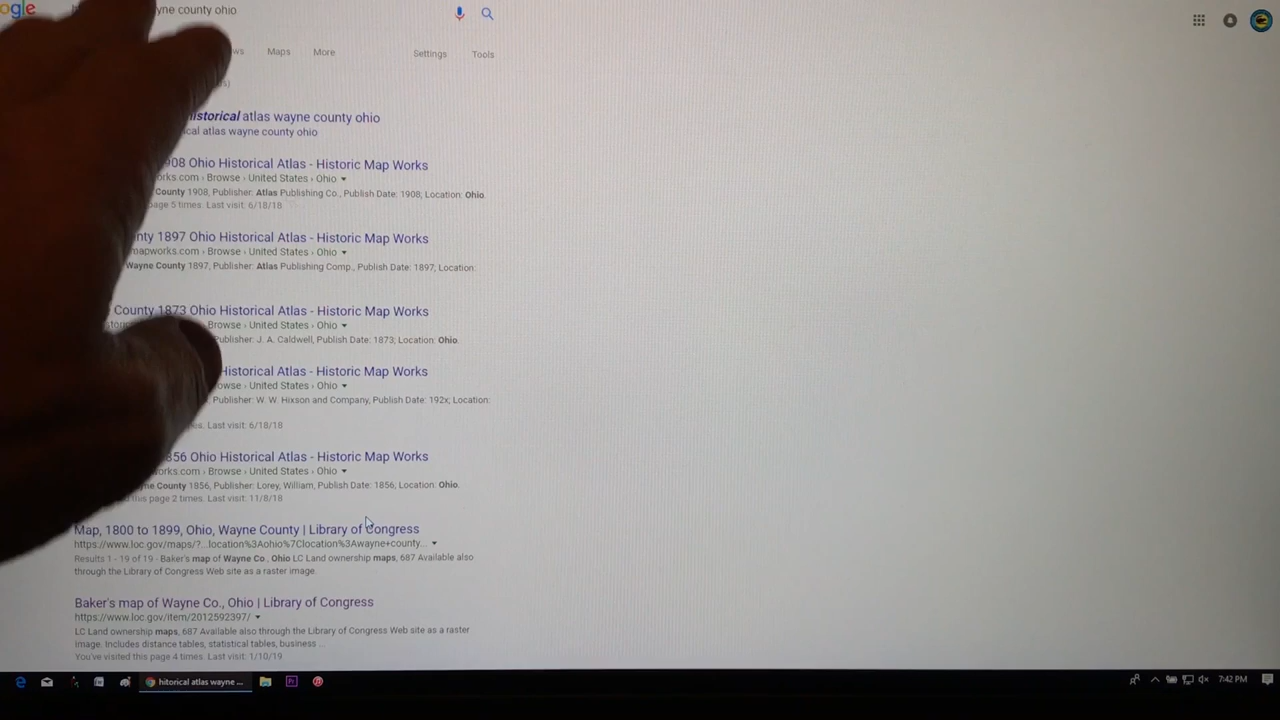 ogle yne county ohio
ws Maps More Settings Tools
istorical atlas wayne county ohio
cal atlas wayne county ohio
908 Ohio Historical Atlas - Historic Map Works
orks.com › Browse › United States › Ohio
County 1908, Publisher: Atlas Publishing Co., Publish Date: 1908; Location: Ohio.
page 5 times. Last visit: 6/18/18
nty 1897 Ohio Historical Atlas - Historic Map Works
mapworks.com › Browse › United States › Ohio
Wayne County 1897, Publisher: Atlas Publishing Comp., Publish Date: 1897, Location:
County 1873 Ohio Historical Atlas - Historic Map Works
Browse › United States › Ohio
Publisher: J. A. Caldwell, Publish Date: 1873; Location: Ohio.
Historical Atlas - Historic Map Works
owse › United States › Ohio
Publisher: W. W. Hixson and Company, Publish Date: 192x; Location:
es. Last visit: 6/18/18
856 Ohio Historical Atlas - Historic Map Works
works.com › Browse › United States › Ohio
ne County 1856, Publisher: Lorey, William, Publish Date: 1856, Location: Ohio.
this page 2 times. Last visit: 11/8/18
Map, 1800 to 1899, Ohio, Wayne County | Library of Congress
https://www.loc.gov/maps/?...location%3Aohio%7Clocation%3Awayne+county...
Results 1 - 19 of 19 - Baker's map of Wayne Co., Ohio LC Land ownership maps, 687 Available also
through the Library of Congress Web site as a raster image.
Baker's map of Wayne Co., Ohio | Library of Congress
https://www.loc.gov/item/2012592397/
LC Land ownership maps, 687 Available also through the Library of Congress Web site as a raster
image. Includes distance tables, statistical tables, business ...
You've visited this page 4 times. Last visit: 1/10/19
hitorical atlas wayne ... Pr 7:42 PM